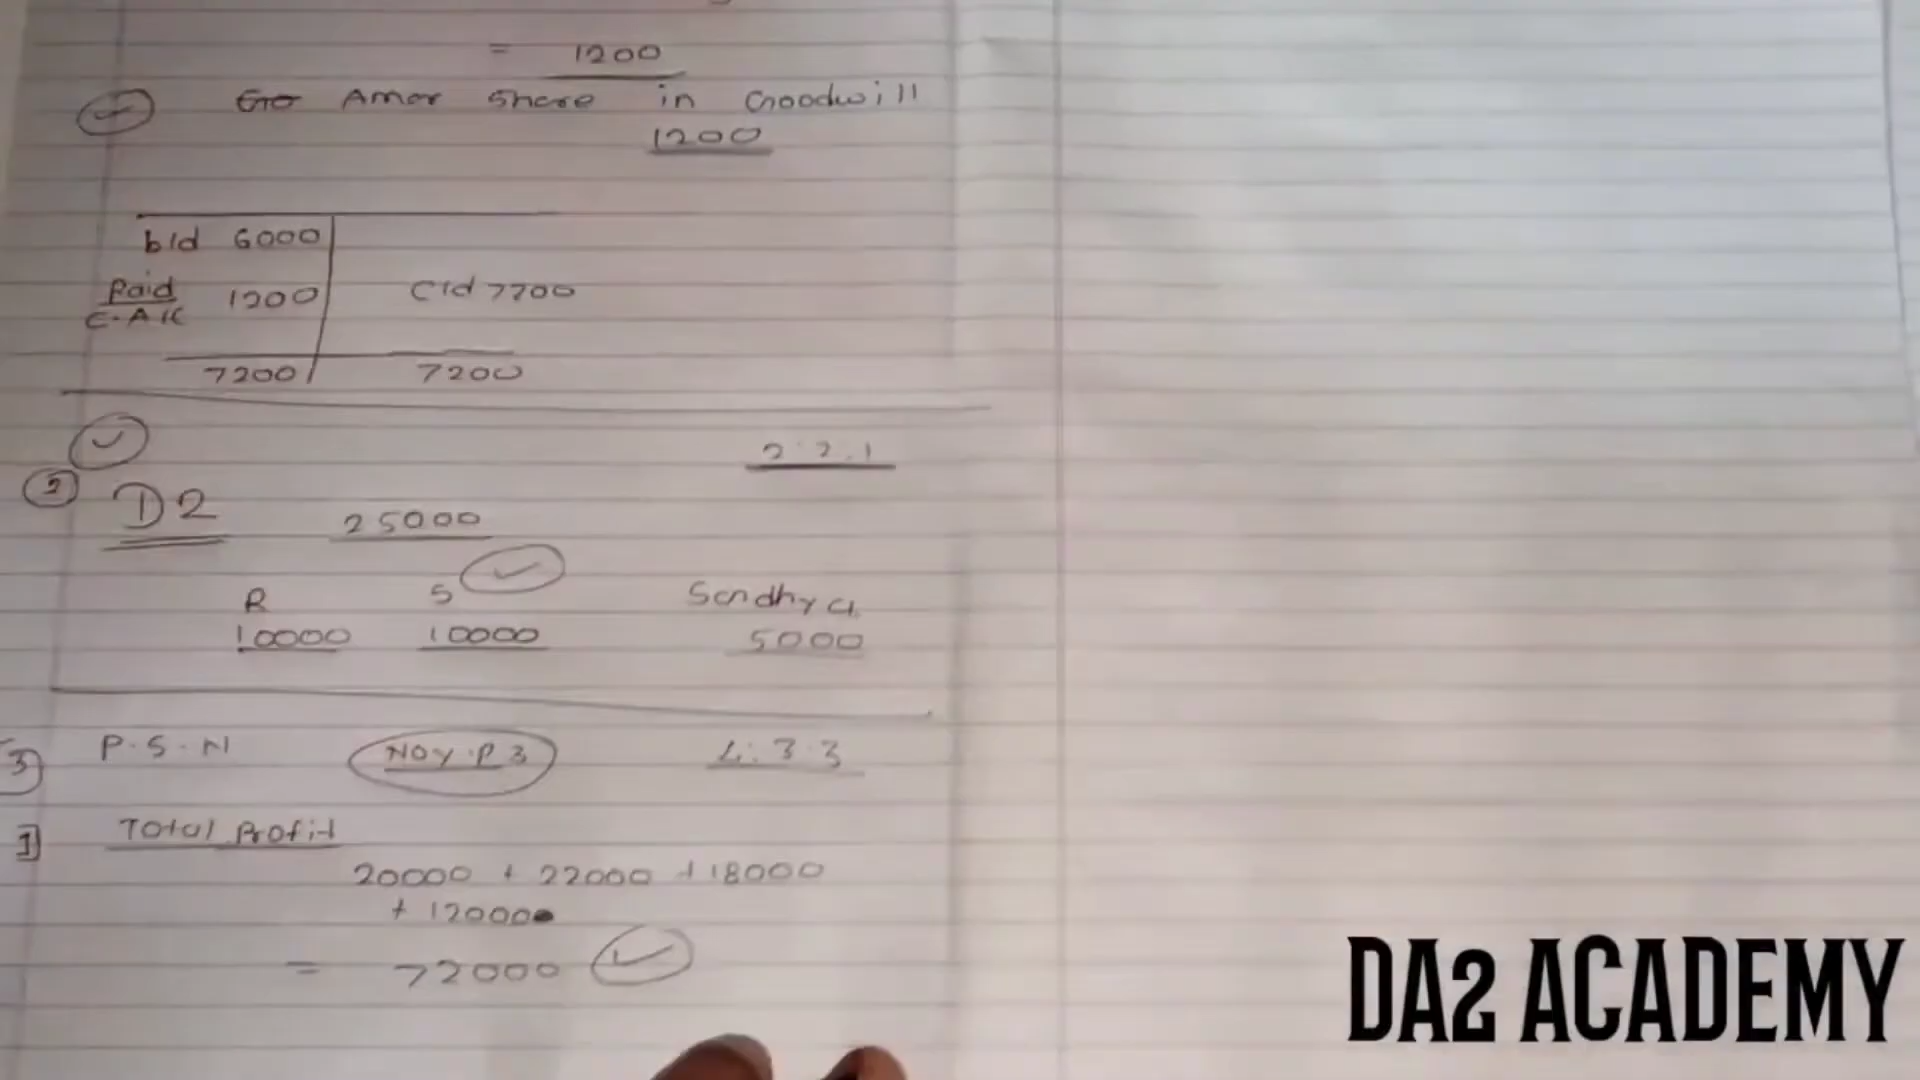 = 1200
Go Amar Share in Goodwill
1200
b/d 6000
Paid 1200 C/d 7200
C.A/C
7200 7200
2:2:1
2 D2 25000
R S Sandhya
10000 10000 5000
3 P.S.N NOY.P3 4:3:3
1 Total Profit
20000 + 22000 + 18000
+ 12000
= 72000
DA2 ACADEMY